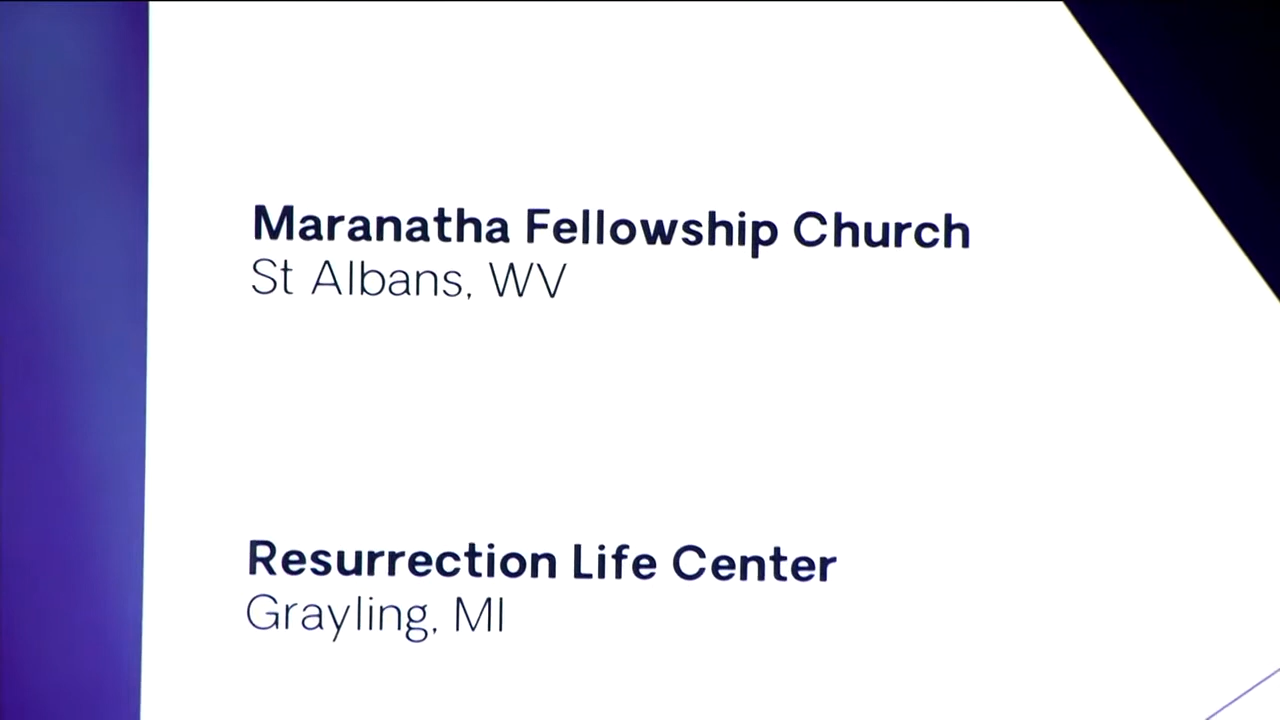 Maranatha Fellowship Church
St Albans, WV
Resurrection Life Center
Grayling, MI